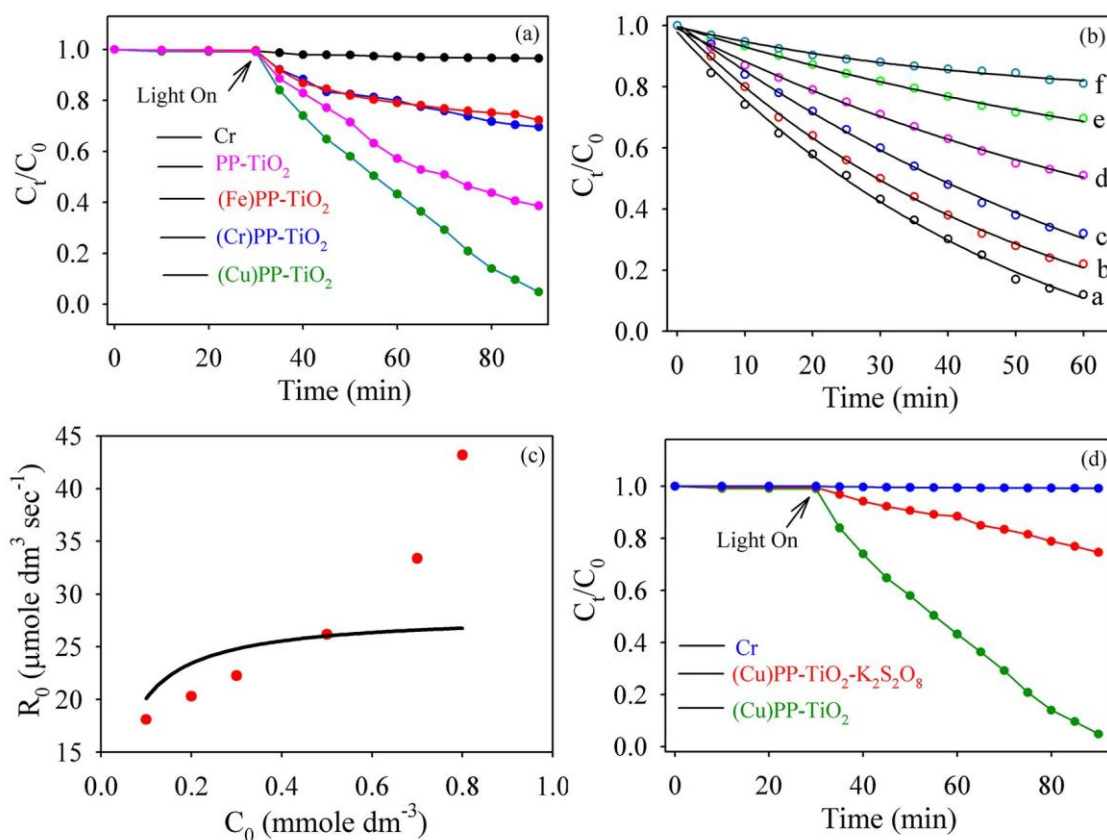 (a)
1.0
0.8
0.6
0.4
0.2
0.0
C_t/C_0
Light On
Cr
PP-TiO₂
(Fe)PP-TiO₂
(Cr)PP-TiO₂
(Cu)PP-TiO₂
0 20 40 60 80
Time (min)
(b)
1.0
0.8
0.6
0.4
0.2
0.0
C_t/C_0
f
e
d
c
b
a
0 10 20 30 40 50 60
Time (min)
(c)
45
40
35
30
25
20
15
R₀ (μmole dm³ sec⁻¹)
0.0 0.2 0.4 0.6 0.8 1.0
C₀ (mmole dm⁻³)
(d)
1.0
0.8
0.6
0.4
0.2
0.0
C_t/C_0
Light On
Cr
(Cu)PP-TiO₂-K₂S₂O₈
(Cu)PP-TiO₂
0 20 40 60 80
Time (min)